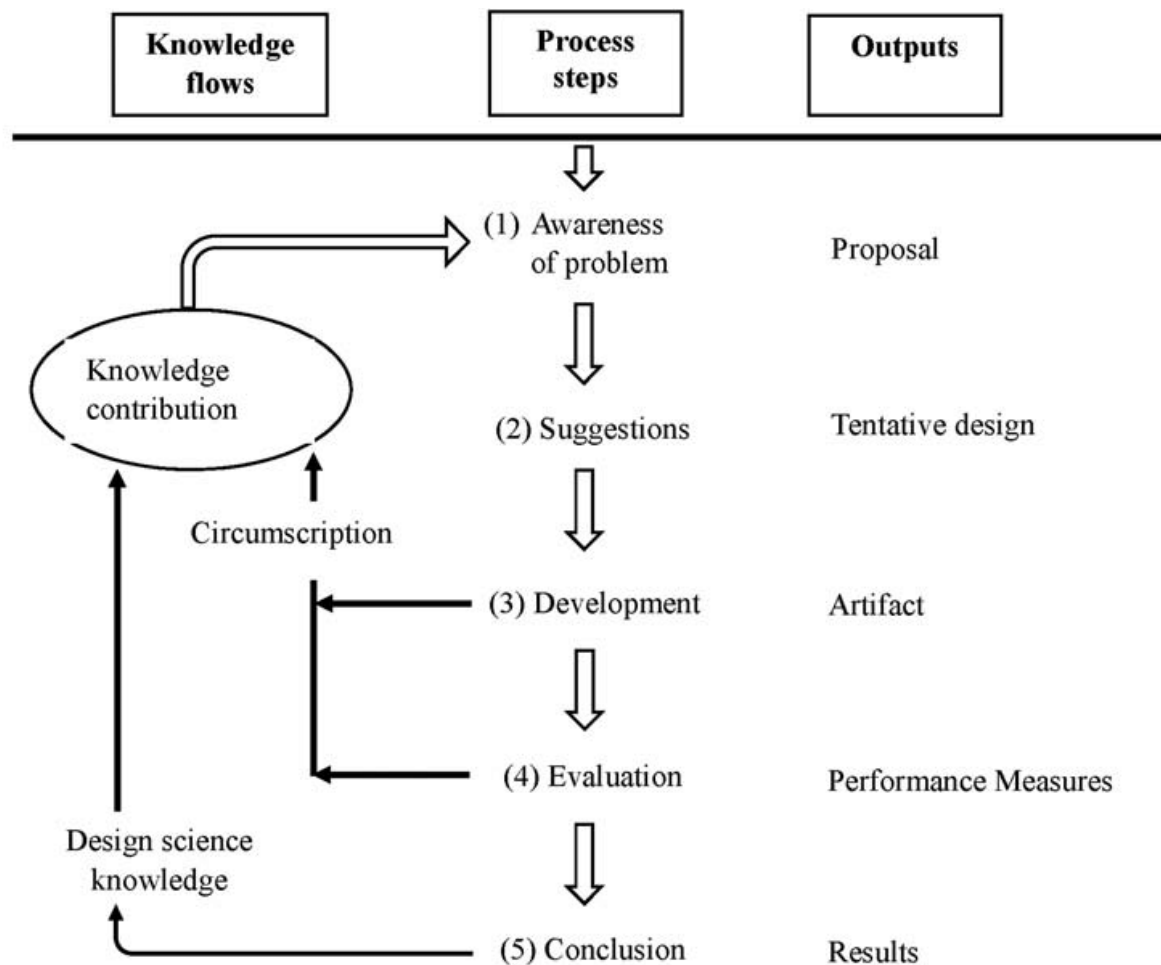 Knowledge
flows
Process
steps
Outputs
(1) Awareness
of problem
Proposal
Knowledge
contribution
(2) Suggestions
Tentative design
Circumscription
(3) Development
Artifact
(4) Evaluation
Performance Measures
Design science
knowledge
(5) Conclusion
Results